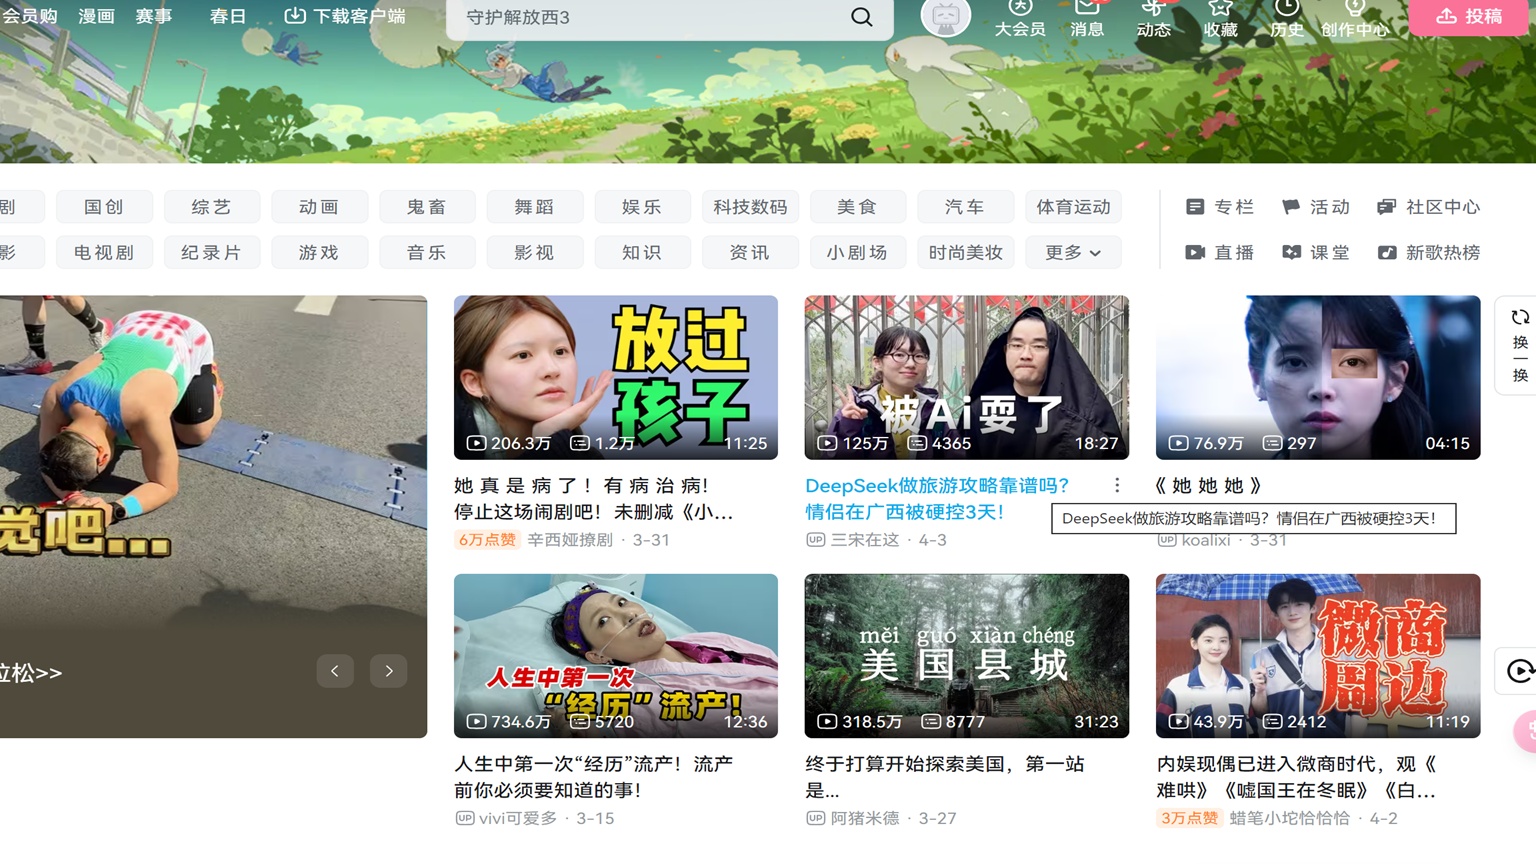 会员购 漫画 赛事 春日 下载客户端 守护解放西3 大会员 消息 动态 收藏 历史 创作中心 投稿
剧 国创 综艺 动画 鬼畜 舞蹈 娱乐 科技数码 美食 汽车 体育运动 专栏 活动 社区中心
影 电视剧 纪录片 游戏 音乐 影视 知识 资讯 小剧场 时尚美妆 更多 直播 课堂 新歌热榜
觉吧...
拉松>>
放过
孩子
206.3万 1.2万 11:25
她 真 是 病 了 ！ 有 病 治 病！
停止这场闹剧吧！未删减《小...
6万点赞 辛西娅撩剧 · 3-31
被Ai耍了
125万 4365 18:27
DeepSeek做旅游攻略靠谱吗？
情侣在广西被硬控3天！
三宋在这 · 4-3
76.9万 297 04:15
《 她 她 她 》
DeepSeek做旅游攻略靠谱吗？情侣在广西被硬控3天！
koalixi · 3-31
换一换
人生中第一次
“经历”流产！
734.6万 5720 12:36
人生中第一次“经历”流产！流产
前你必须要知道的事！
vivi可爱多 · 3-15
měi guó xiàn chéng
美国县城
318.5万 8777 31:23
终于打算开始探索美国，第一站
是...
阿猪米德 · 3-27
微商
周边
43.9万 2412 11:19
内娱现偶已进入微商时代，观《
难哄》《嘘国王在冬眠》《白...
3万点赞 蜡笔小坨恰恰恰 · 4-2